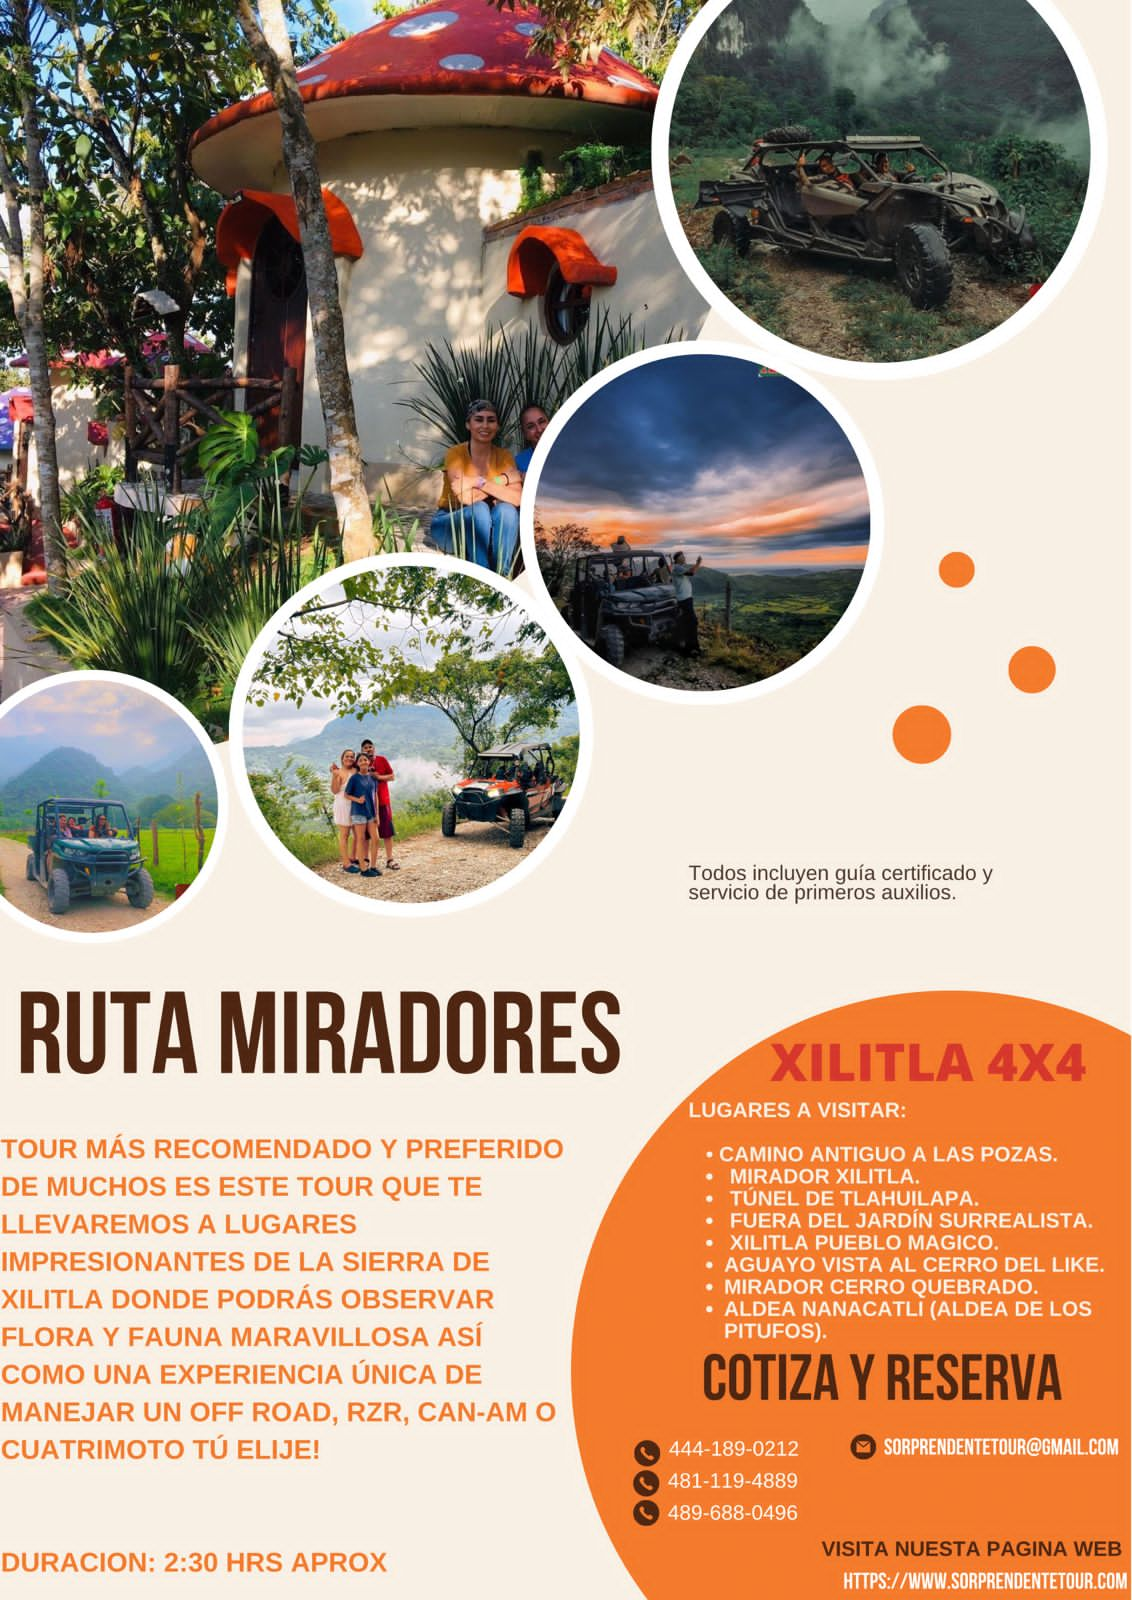 Todos incluyen guía certificado y
servicio de primeros auxilios.
RUTA MIRADORES
TOUR MÁS RECOMENDADO Y PREFERIDO
DE MUCHOS ES ESTE TOUR QUE TE
LLEVAREMOS A LUGARES
IMPRESIONANTES DE LA SIERRA DE
XILITLA DONDE PODRÁS OBSERVAR
FLORA Y FAUNA MARAVILLOSA ASÍ
COMO UNA EXPERIENCIA ÚNICA DE
MANEJAR UN OFF ROAD, RZR, CAN-AM O
CUATRIMOTO TÚ ELIJE!
DURACION: 2:30 HRS APROX
XILITLA 4X4
LUGARES A VISITAR:
• CAMINO ANTIGUO A LAS POZAS.
• MIRADOR XILITLA.
• TÚNEL DE TLAHUILAPA.
• FUERA DEL JARDÍN SURREALISTA.
• XILITLA PUEBLO MAGICO.
• AGUAYO VISTA AL CERRO DEL LIKE.
• MIRADOR CERRO QUEBRADO.
• ALDEA NANACATLI (ALDEA DE LOS
PITUFOS).
COTIZA Y RESERVA
444-189-0212
481-119-4889
489-688-0496
SORPRENDENTETOUR@GMAIL.COM
VISITA NUESTA PAGINA WEB
HTTPS://WWW.SORPRENDENTETOUR.COM